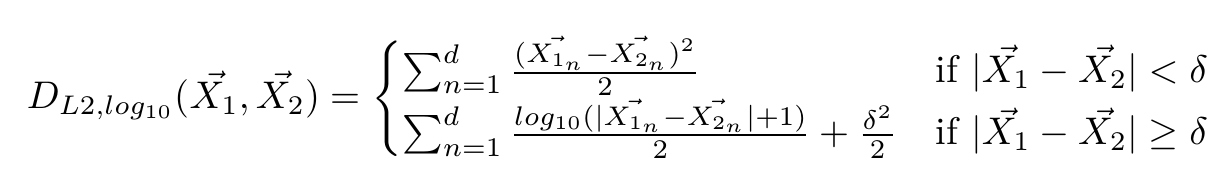 $D_{L2,log_{10}}(\vec{X_1}, \vec{X_2}) = \begin{cases} \sum_{n=1}^{d} \frac{(\vec{X_1}_n - \vec{X_2}_n)^2}{2} & \text{if } |\vec{X_1} - \vec{X_2}| < \delta \\ \sum_{n=1}^{d} \frac{log_{10}(|\vec{X_1}_n - \vec{X_2}_n| + 1)}{2} + \frac{\delta^2}{2} & \text{if } |\vec{X_1} - \vec{X_2}| \geq \delta \end{cases}$